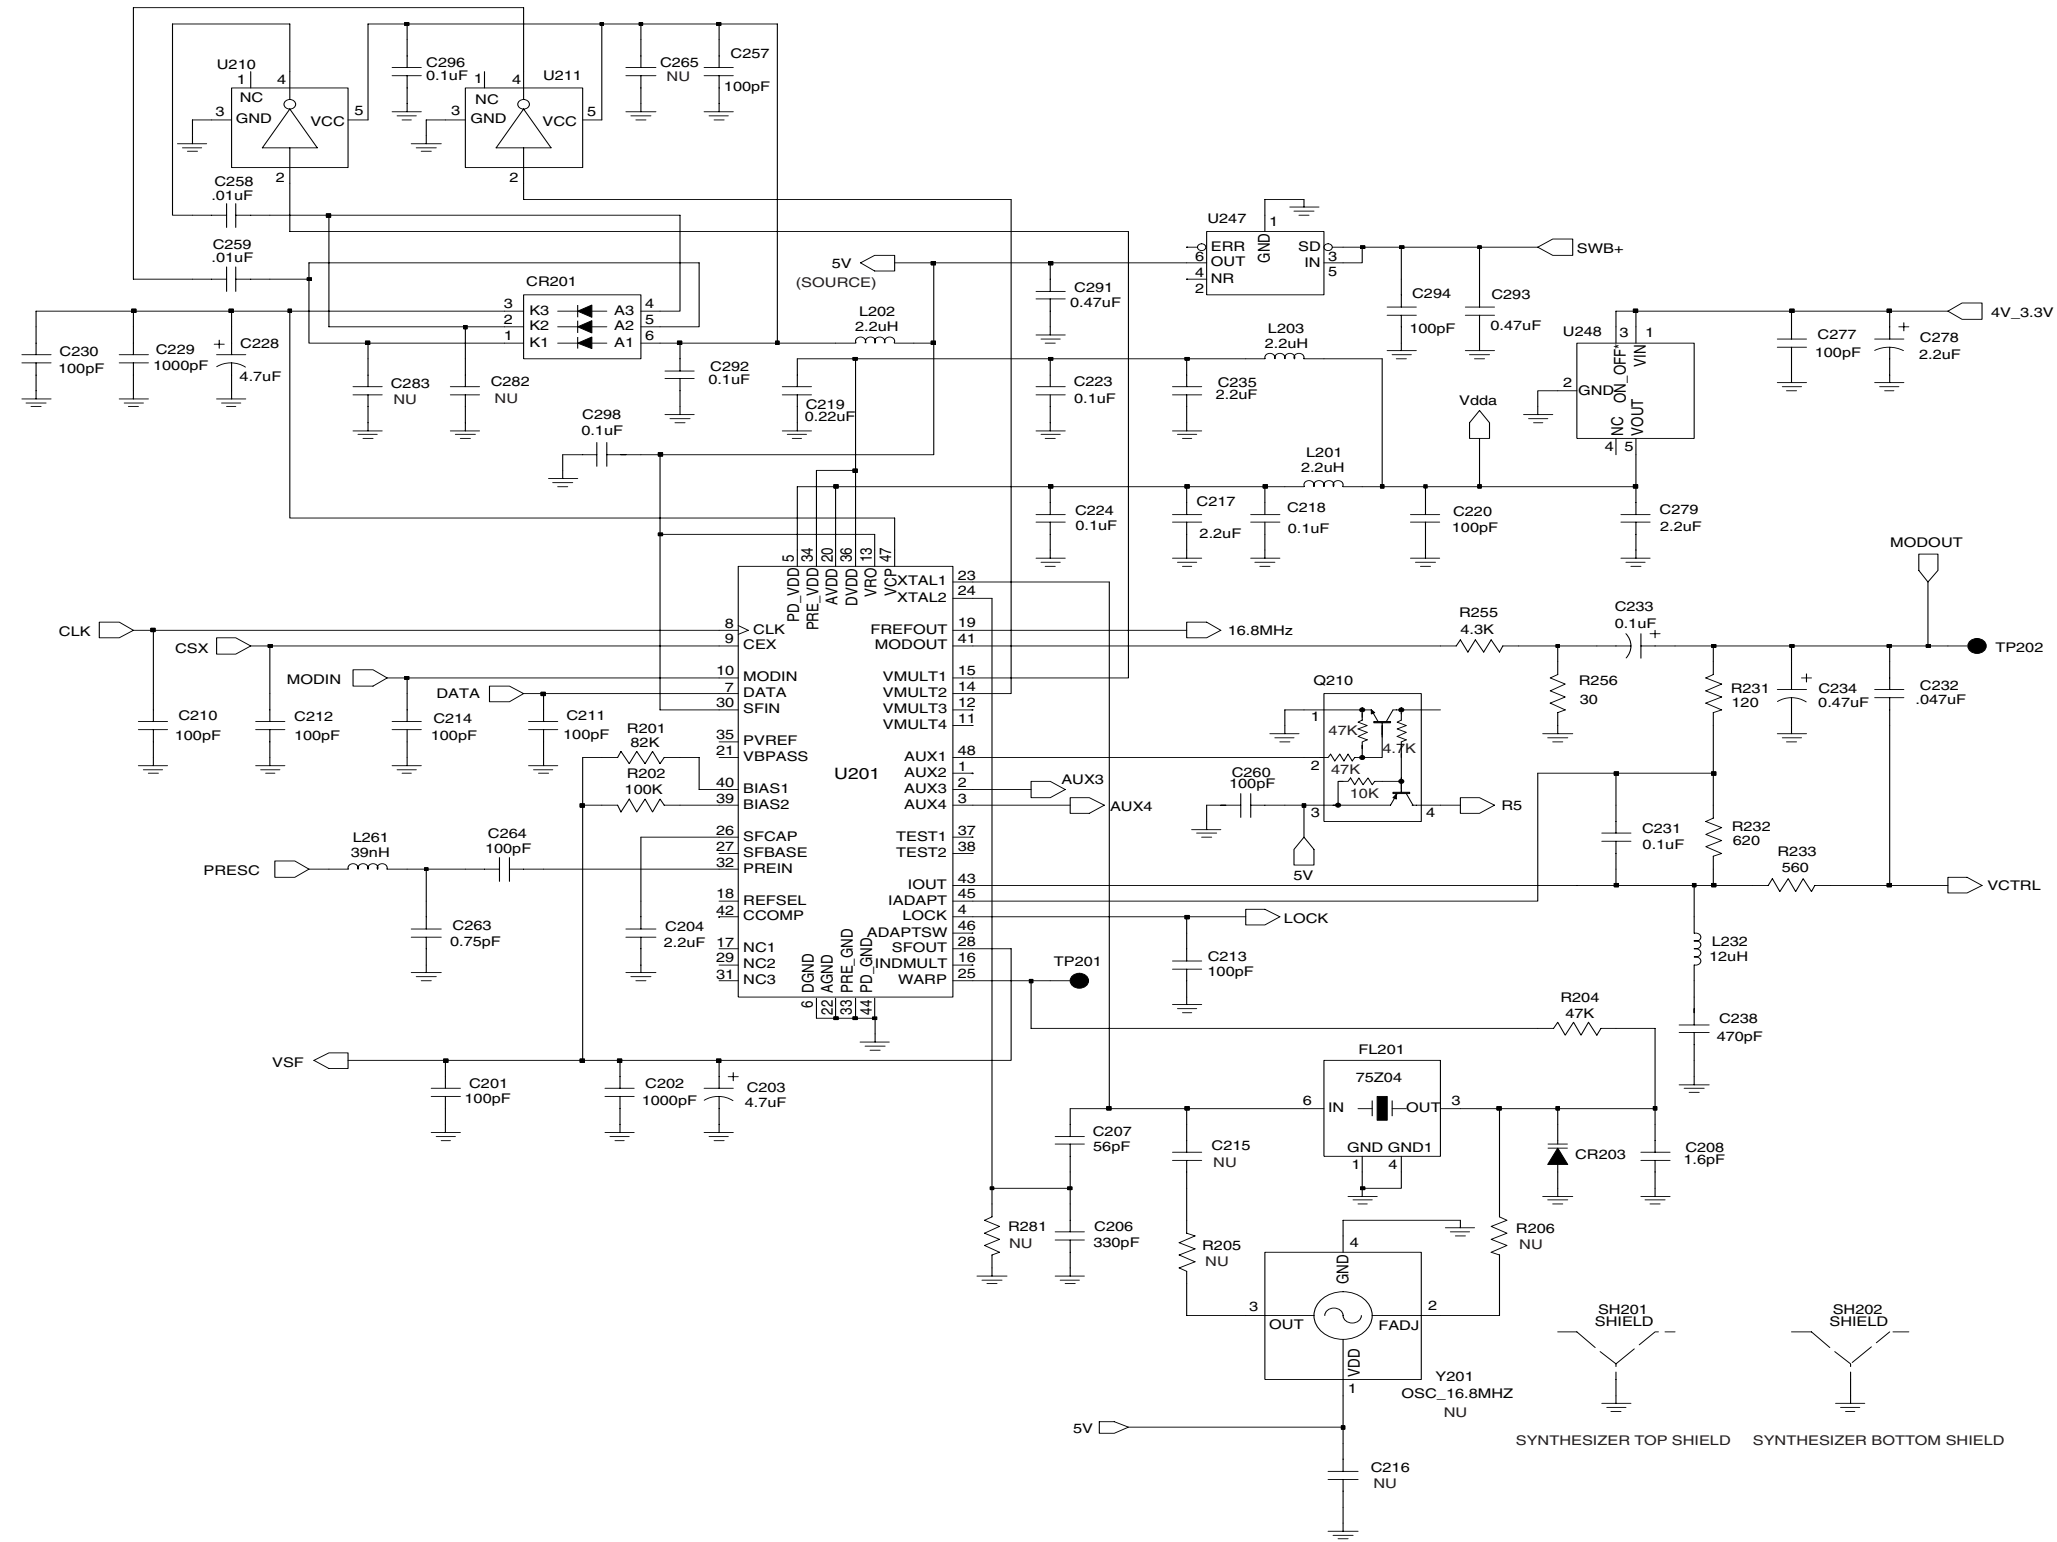 U210
1
4
NC
3
GND
VCC
5
2
C296
0.1uF
U211
1
4
NC
3
GND
VCC
5
2
C265
NU
C257
100pF
C258
.01uF
C259
.01uF
CR201
3
K3
A3
4
2
K2
A2
5
1
K1
A1
6
C230
100pF
C229
1000pF
+
C228
4.7uF
C283
NU
C282
NU
C292
0.1uF
5V
(SOURCE)
L202
2.2uH
C219
0.22uF
C298
0.1uF
C291
0.47uF
U247
1
GND
ERR
SD
6
OUT
IN
3
4
NR
5
2
SWB+
C294
100pF
C293
0.47uF
L203
2.2uH
C223
0.1uF
C235
2.2uF
U248
3
1
ON_OFF*
VIN
2
GND
NC
VOUT
4
5
4V_3.3V
C277
100pF
+
C278
2.2uF
Vdda
L201
2.2uH
C224
0.1uF
C217
2.2uF
C218
0.1uF
C220
100pF
C279
2.2uF
MODOUT
5
34
20
36
13
47
PD_VDD
PRE_VDD
AVDD
DVDD
VRO
VCP
XTAL1
23
XTAL2
24
CLK
8
CLK
FREFOUT
19
16.8MHz
CSX
9
CEX
MODOUT
41
R255
4.3K
C233
0.1uF
+
TP202
MODIN
10
MODIN
VMULT1
15
DATA
7
DATA
VMULT2
14
30
SFIN
VMULT3
12
VMULT4
11
C210
100pF
C212
100pF
C214
100pF
C211
100pF
R201
82K
R202
100K
35
PVREF
21
VBPASS
U201
AUX1
48
AUX2
1
40
BIAS1
AUX3
2
AUX3
39
BIAS2
AUX4
3
AUX4
Q210
1
47K
4.7K
2
47K
10K
3
4
R5
C260
100pF
5V
R256
30
R231
120
+
C234
0.47uF
C232
.047uF
26
SFCAP
TEST1
37
27
SFBASE
TEST2
38
PRESC
L261
39nH
C264
100pF
32
PREIN
C263
0.75pF
C204
2.2uF
IOUT
43
18
REFSEL
IADAPT
45
42
CCOMP
LOCK
4
LOCK
ADAPTSW
46
17
NC1
SFOUT
28
29
NC2
INDMULT
16
31
NC3
WARP
25
DGND
AGND
PRE_GND
PD_GND
6
22
33
44
C231
0.1uF
R232
620
R233
560
VCTRL
TP201
C213
100pF
L232
12uH
C238
470pF
R204
47K
VSF
C201
100pF
C202
1000pF
+
C203
4.7uF
FL201
75Z04
6
IN
OUT
3
GND
GND1
1
4
C207
56pF
C215
NU
CR203
C208
1.6pF
R281
NU
C206
330pF
R205
NU
R206
NU
4
GND
3
OUT
FADJ
2
VDD
1
Y201
OSC_16.8MHZ
NU
5V
C216
NU
SH201
SHIELD
SH202
SHIELD
SYNTHESIZER TOP SHIELD
SYNTHESIZER BOTTOM SHIELD